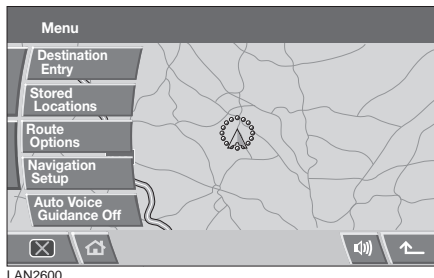 Menu
Destination
Entry
Stored
Locations
Route
Options
Navigation
Setup
Auto Voice
Guidance Off
LAN2600